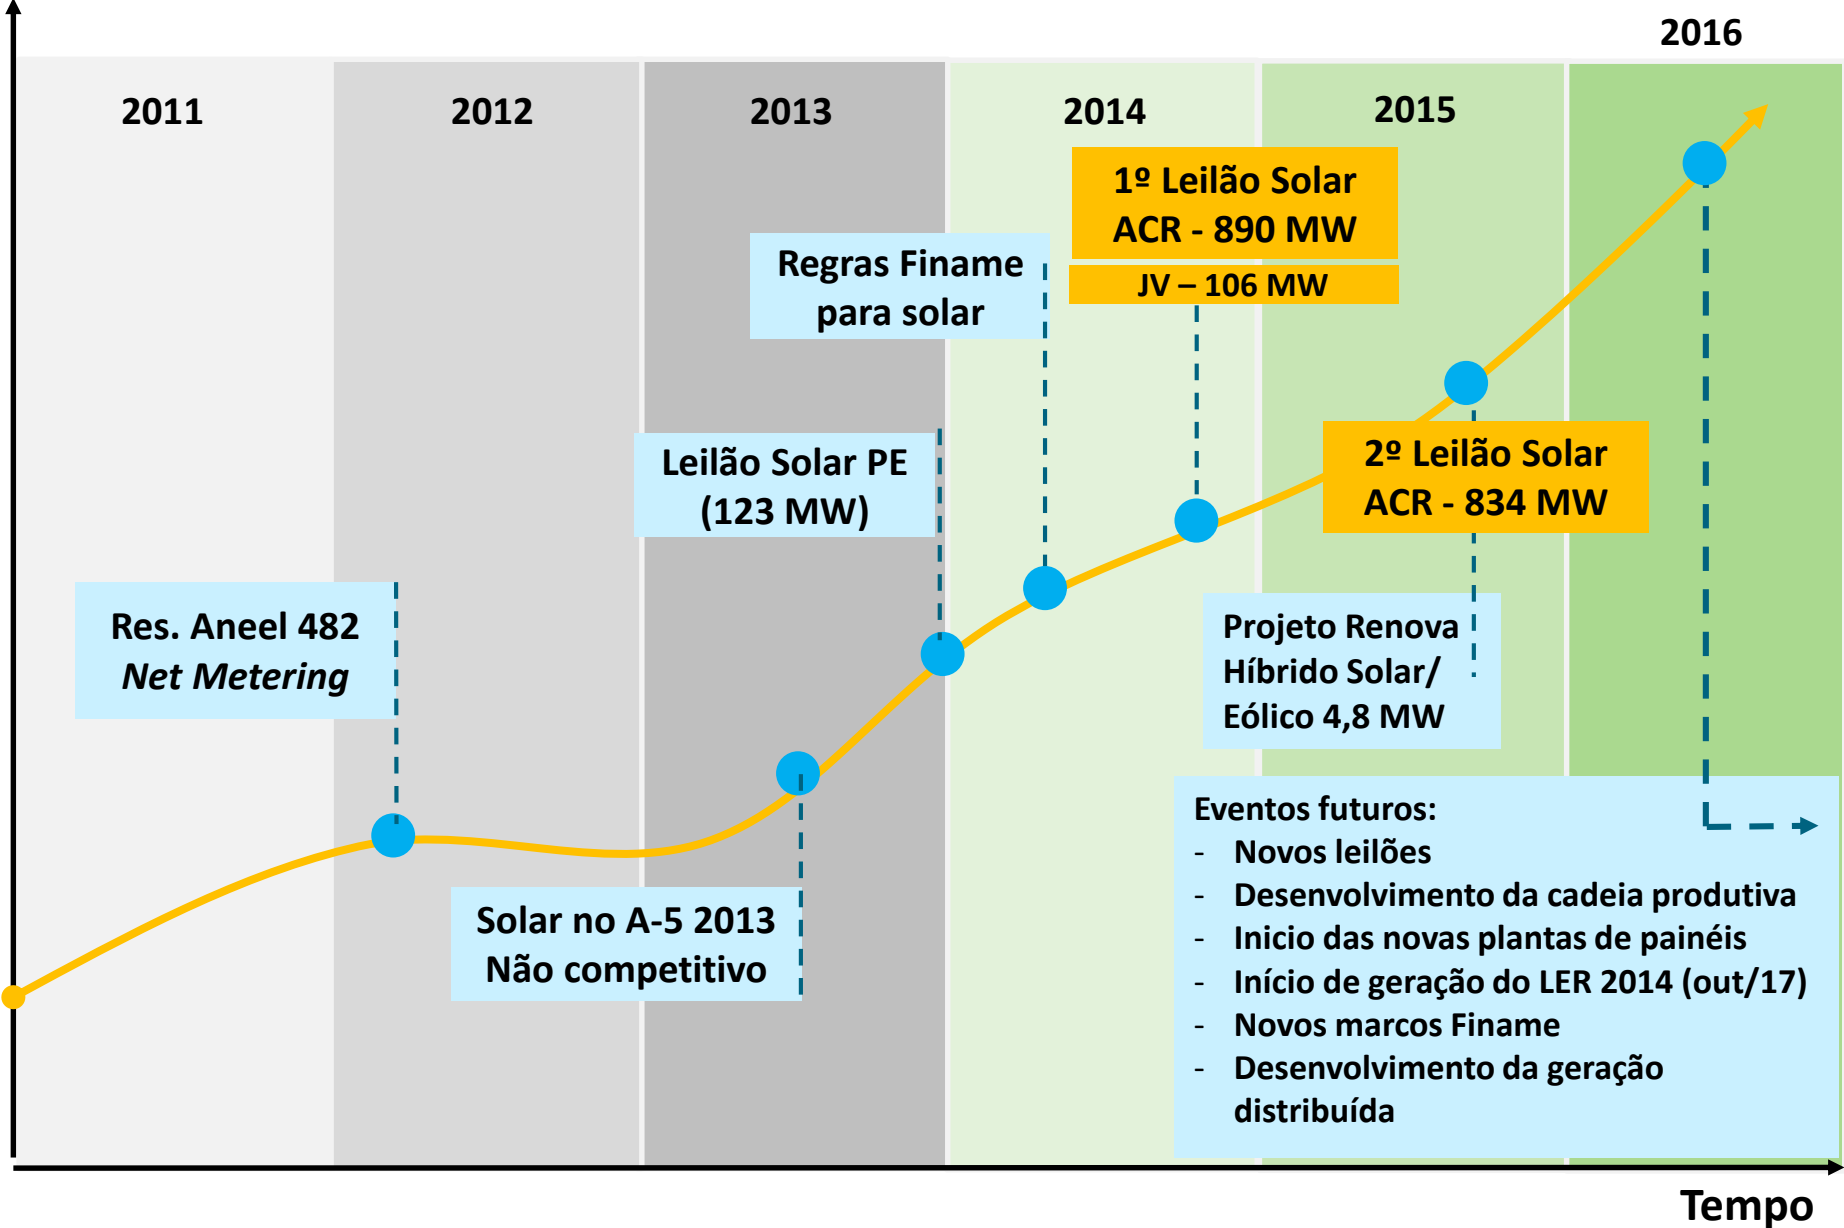 2016
2011
2012
2013
2014
2015
1º Leilão Solar
ACR - 890 MW
JV – 106 MW
Regras Finame
para solar
2º Leilão Solar
ACR - 834 MW
Leilão Solar PE
(123 MW)
Res. Aneel 482
Net Metering
Projeto Renova
Híbrido Solar/
Eólico 4,8 MW
Solar no A-5 2013
Não competitivo
Eventos futuros:
- Novos leilões
- Desenvolvimento da cadeia produtiva
- Inicio das novas plantas de painéis
- Início de geração do LER 2014 (out/17)
- Novos marcos Finame
- Desenvolvimento da geração
distribuída
Tempo